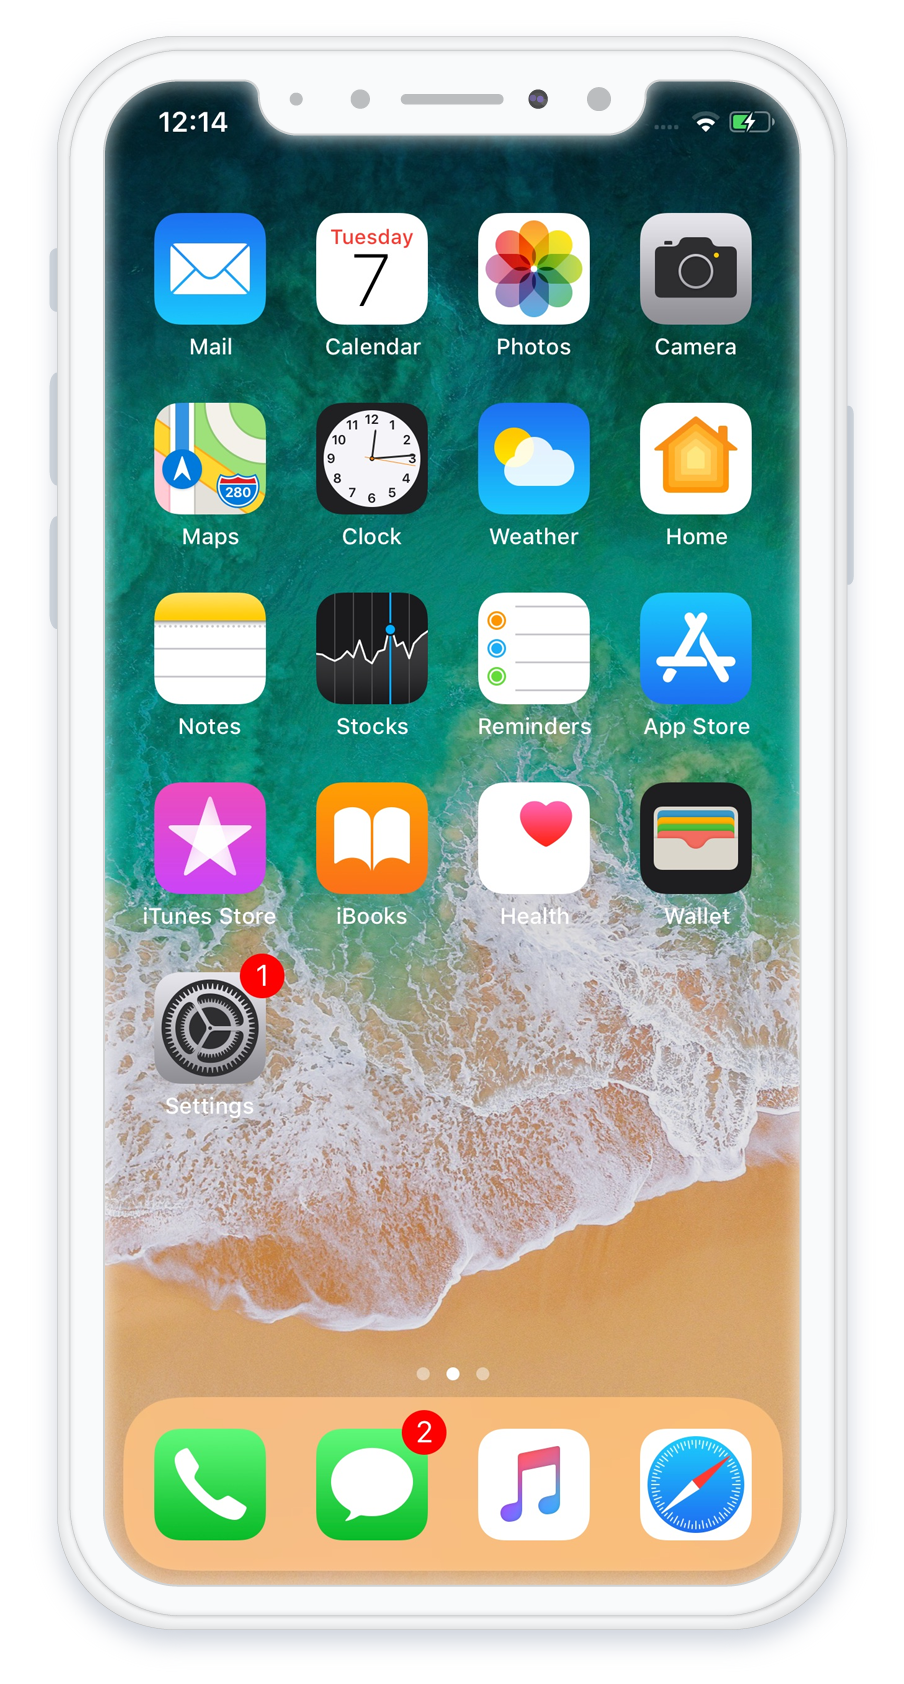 12:14
Tuesday
7
Mail
Calendar
Photos
Camera
280
12
11
1
10
2
9
3
8
4
7
5
6
Maps
Clock
Weather
Home
Notes
Stocks
Reminders
App Store
iTunes Store
iBooks
Health
Wallet
1
Settings
2